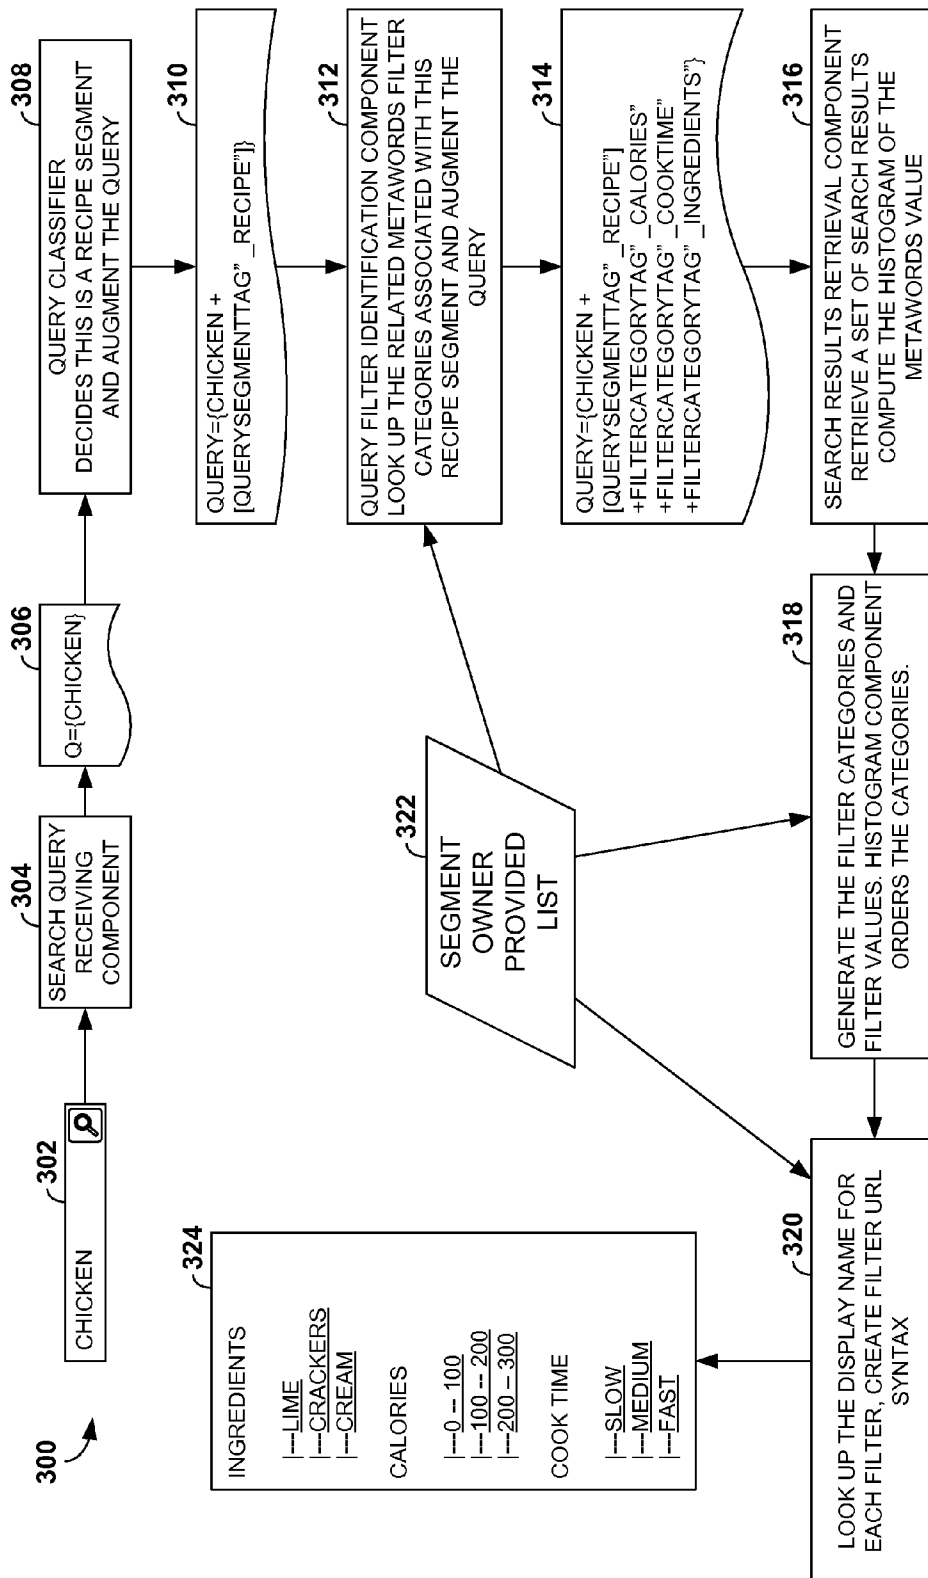 300
302
CHICKEN
304
SEARCH QUERY
RECEIVING
COMPONENT
306
Q={CHICKEN}
308
QUERY CLASSIFIER
DECIDES THIS IS A RECIPE SEGMENT
AND AUGMENT THE QUERY
310
QUERY={CHICKEN +
[QUERYSEGMENTTAG" _RECIPE"]}
312
QUERY FILTER IDENTIFICATION COMPONENT
LOOK UP THE RELATED METAWORDS FILTER
CATEGORIES ASSOCIATED WITH THIS
RECIPE SEGMENT AND AUGMENT THE
QUERY
314
QUERY={CHICKEN +
[QUERYSEGMENTTAG" _RECIPE"]
+FILTERCATEGORYTAG" _CALORIES"
+FILTERCATEGORYTAG" _COOKTIME"
+FILTERCATEGORYTAG" _INGREDIENTS"}
316
SEARCH RESULTS RETRIEVAL COMPONENT
RETRIEVE A SET OF SEARCH RESULTS
COMPUTE THE HISTOGRAM OF THE
METAWORDS VALUE
318
GENERATE THE FILTER CATEGORIES AND
FILTER VALUES. HISTOGRAM COMPONENT
ORDERS THE CATEGORIES.
322
SEGMENT
OWNER
PROVIDED
LIST
320
LOOK UP THE DISPLAY NAME FOR
EACH FILTER, CREATE FILTER URL
SYNTAX
324
INGREDIENTS
|---LIME
|---CRACKERS
|---CREAM
CALORIES
|---0 -- 100
|---100 -- 200
|---200 – 300
COOK TIME
|---SLOW
|---MEDIUM
|---FAST